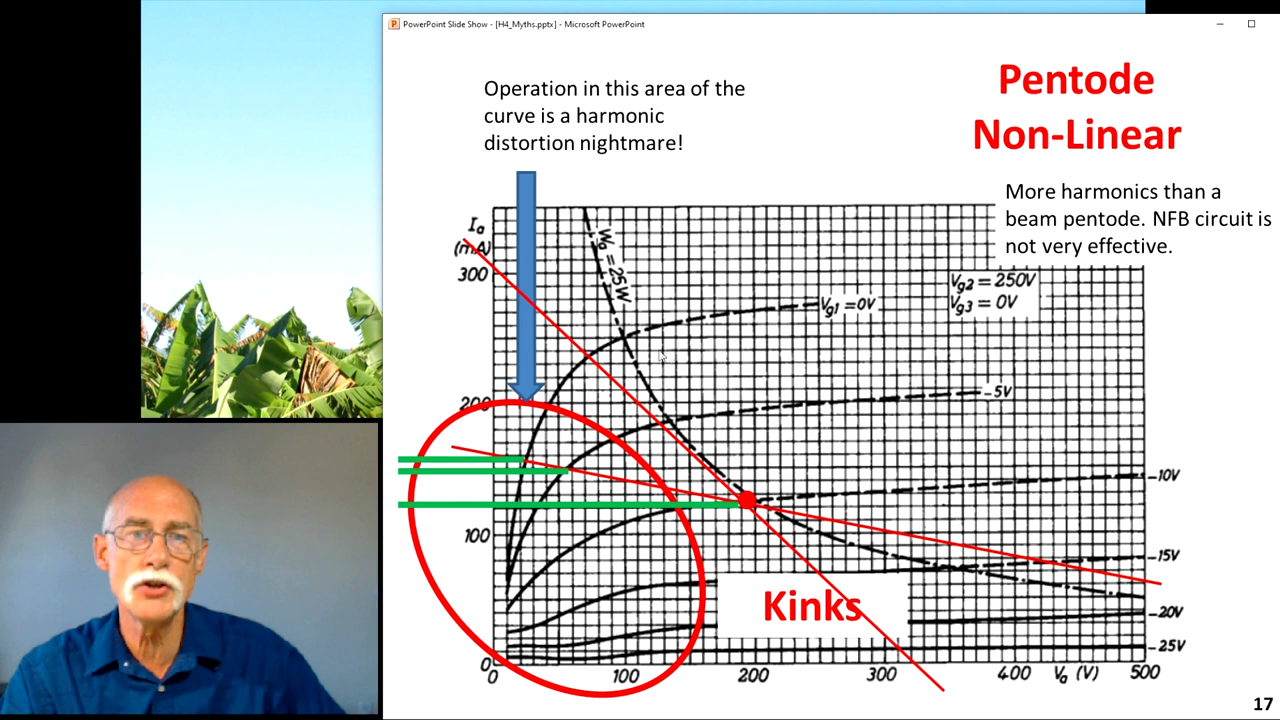 PowerPoint Slide Show - [H4_Myths.pptx] - Microsoft PowerPoint
Pentode
Non-Linear
Operation in this area of the
curve is a harmonic
distortion nightmare!
More harmonics than a
beam pentode. NFB circuit is
not very effective.
Ia
(mA)
Wa = 25W
300
Vg2 = 250V
Vg3 = 0V
Vg1 = 0V
-5V
200
-10V
100
-15V
Kinks
-20V
-25V
0
0 100 200 300 400 Va (V) 500
17